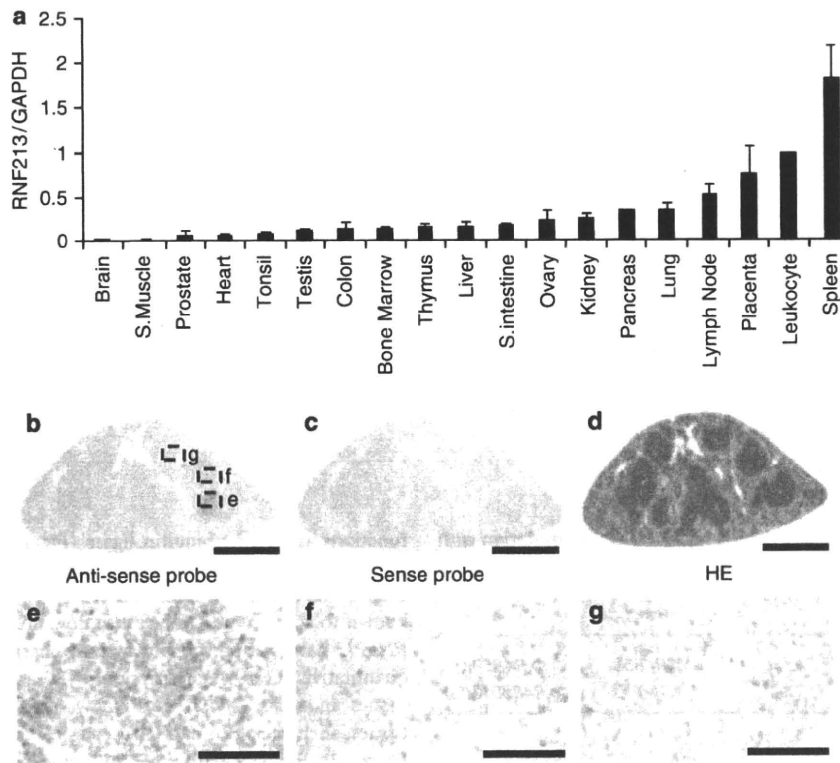 a
RNF213/GAPDH
2.5
2
1.5
1
0.5
0
Brain
S.Muscle
Prostate
Heart
Tonsil
Testis
Colon
Bone Marrow
Thymus
Liver
S.intestine
Ovary
Kidney
Pancreas
Lung
Lymph Node
Placenta
Leukocyte
Spleen
b
g
f
e
c
d
Anti-sense probe
Sense probe
HE
e
f
g